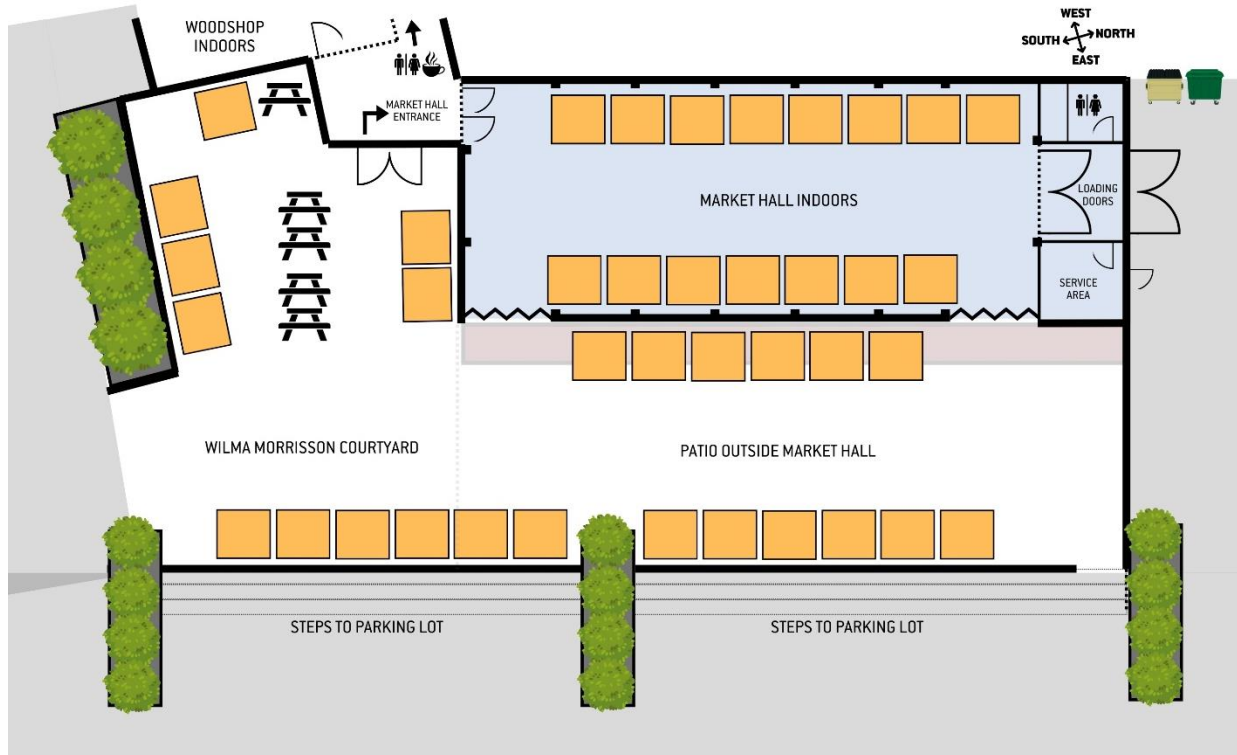 WOODSHOP
INDOORS
WEST
SOUTH
NORTH
EAST
MARKET HALL
ENTRANCE
MARKET HALL INDOORS
LOADING
DOORS
SERVICE
AREA
WILMA MORRISSON COURTYARD
PATIO OUTSIDE MARKET HALL
STEPS TO PARKING LOT
STEPS TO PARKING LOT